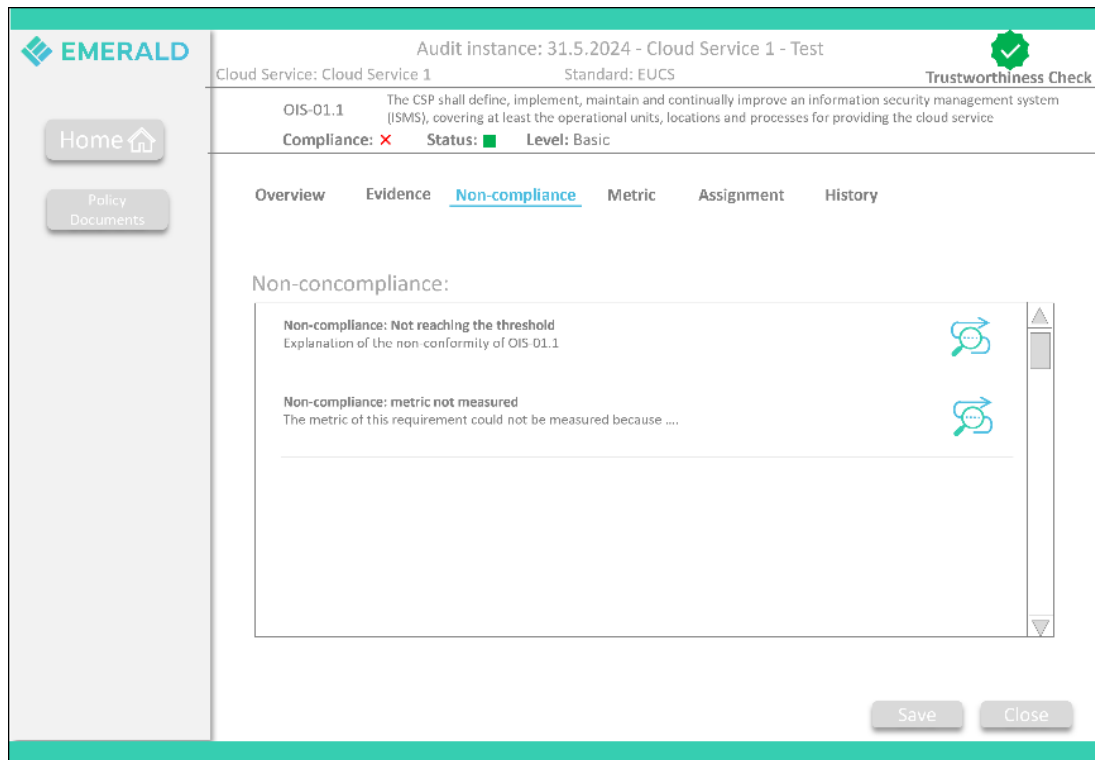 EMERALD
Audit instance: 31.5.2024 - Cloud Service 1 - Test
Cloud Service: Cloud Service 1
Standard: EUCS
Trustworthiness Check
OIS-01.1
The CSP shall define, implement, maintain and continually improve an information security management system
(ISMS), covering at least the operational units, locations and processes for providing the cloud service
Compliance: ✕ Status: Level: Basic
Home
Policy
Documents
Overview Evidence Non-compliance Metric Assignment History
Non-concompliance:
Non-compliance: Not reaching the threshold
Explanation of the non-conformity of OIS-01.1
Non-compliance: metric not measured
The metric of this requirement could not be measured because ....
Save Close